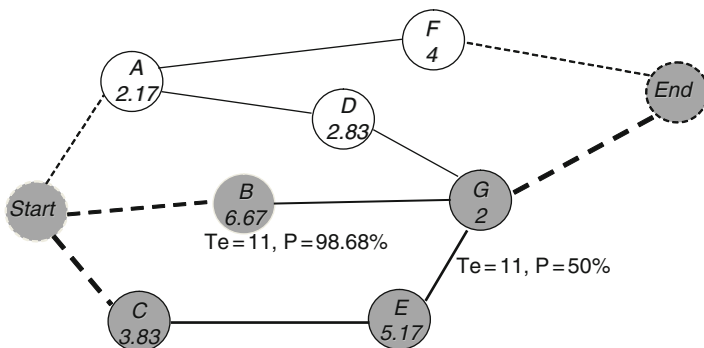 F
4
A
2.17
End
D
2.83
B
6.67
G
2
Start
Te=11, P=98.68%
Te=11, P=50%
C
3.83
E
5.17